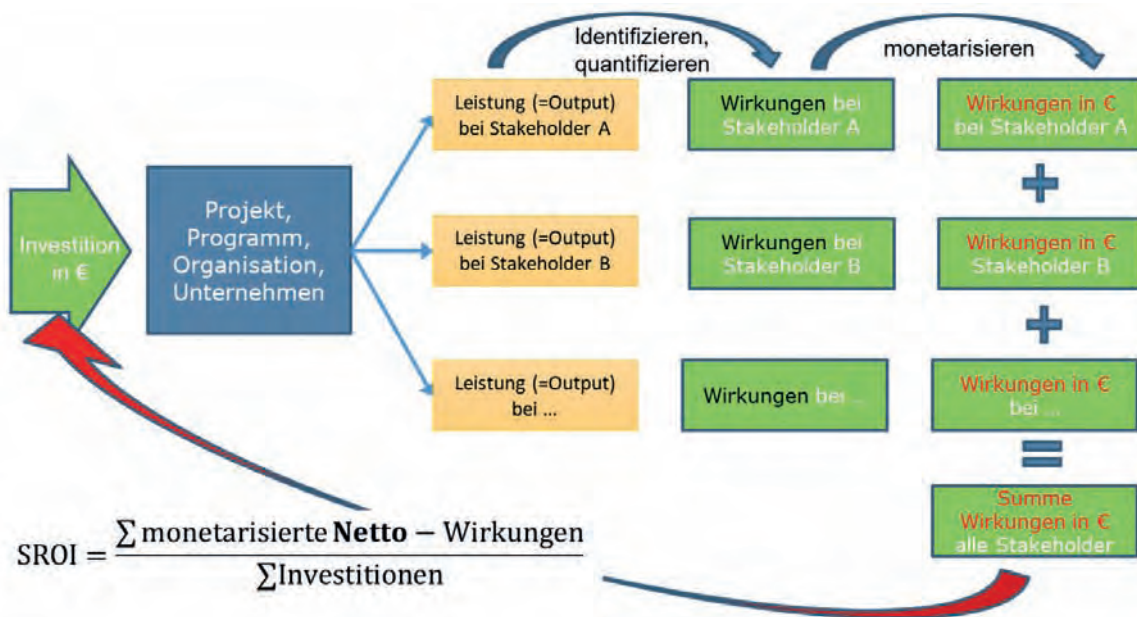 Identifizieren,
quantifizieren
monetarisieren
Leistung (=Output)
bei Stakeholder A
Wirkungen bei
Stakeholder A
Wirkungen in €
bei Stakeholder A
+
Investition
in €
Projekt,
Programm,
Organisation,
Unternehmen
Leistung (=Output)
bei Stakeholder B
Wirkungen bei
Stakeholder B
Wirkungen in €
Stakeholder B
+
Leistung (=Output)
bei ...
Wirkungen bei ...
Wirkungen in €
bei ...
=
Summe
Wirkungen in €
alle Stakeholder
SROI = ∑ monetarisierte Netto − Wirkungen
∑Investitionen